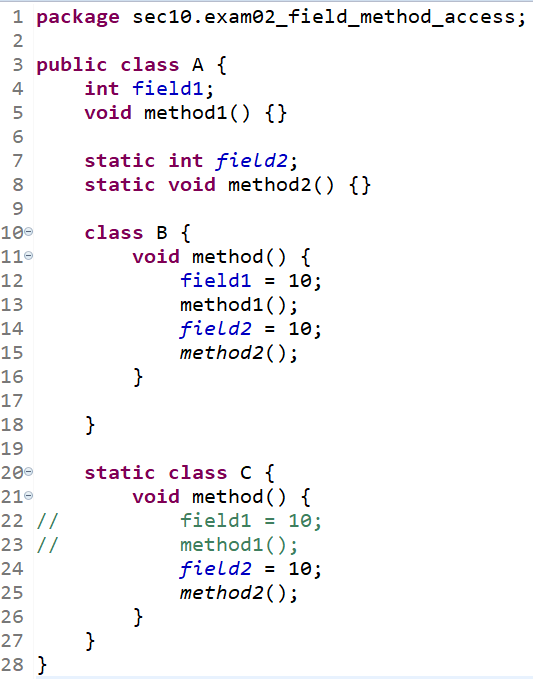 1 package sec10.exam02_field_method_access;
2
3 public class A {
4     int field1;
5     void method1() {}
6
7     static int field2;
8     static void method2() {}
9
10     class B {
11         void method() {
12             field1 = 10;
13             method1();
14             field2 = 10;
15             method2();
16         }
17
18     }
19
20     static class C {
21         void method() {
22 //          field1 = 10;
23 //          method1();
24             field2 = 10;
25             method2();
26         }
27     }
28 }